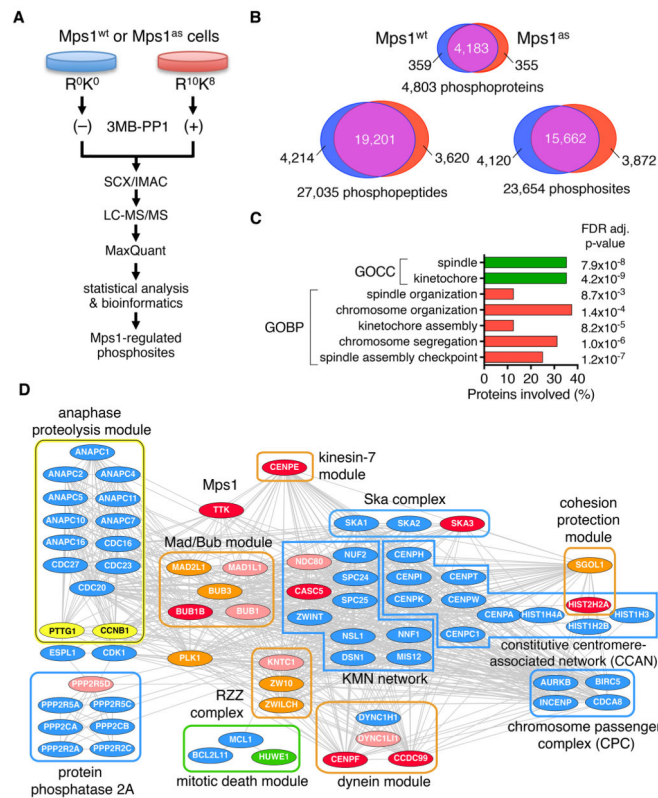 A
Mps1wt or Mps1as cells
R0K0
R10K8
(–) 3MB-PP1 (+)
SCX/IMAC
LC-MS/MS
MaxQuant
statistical analysis
& bioinformatics
Mps1-regulated
phosphosites
B
Mps1wt
Mps1as
4,183
359
355
4,803 phosphoproteins
19,201
4,214
3,620
27,035 phosphopeptides
15,662
4,120
3,872
23,654 phosphosites
C
FDR adj.
p-value
GOCC
spindle 7.9x10-8
kinetochore 4.2x10-9
GOBP
spindle organization 8.7x10-3
chromosome organization 1.4x10-4
kinetochore assembly 8.2x10-5
chromosome segregation 1.0x10-6
spindle assembly checkpoint 1.2x10-7
0 10 20 30 40
Proteins involved (%)
D
anaphase
proteolysis module
ANAPC1
ANAPC2 ANAPC4
ANAPC5 ANAPC11
ANAPC10 ANAPC7
ANAPC16 CDC16
CDC27 CDC23
CDC20
PTTG1 CCNB1
ESPL1 CDK1
PPP2R5D
PPP2R5A PPP2R5C
PPP2CA PPP2CB
PPP2R2A PPP2R2C
protein
phosphatase 2A
Mps1
TTK
CENPE
kinesin-7
module
Mad/Bub module
MAD2L1 MAD1L1
BUB3
BUB1B BUB1
PLK1
RZZ
complex
KNTC1
ZW10
ZWILCH
MCL1
BCL2L11 HUWE1
mitotic death module
Ska complex
SKA1 SKA2 SKA3
NDC80 NUF2
SPC24
CASC5
SPC25
ZWINT
NSL1 NNF1
DSN1 MIS12
KMN network
CENPH
CENPI CENPT
CENPK CENPW
CENPC1
CENPA HIST1H4A
HIST1H3
HIST1H2B
constitutive centromere-
associated network (CCAN)
cohesion
protection
module
SGOL1
HIST2H2A
DYNC1H1
DYNC1LI1
CENPF CCDC99
dynein module
AURKB BIRC5
INCENP CDCA8
chromosome passenger
complex (CPC)